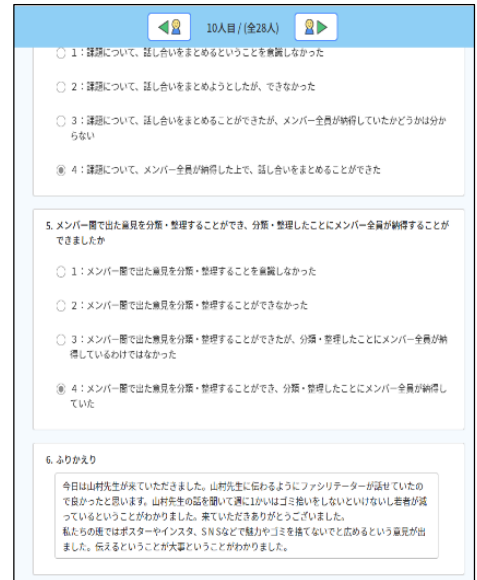 10人目 / (全28人)
1：課題について、話し合いをまとめるということを意識しなかった
2：課題について、話し合いをまとめようとしたが、できなかった
3：課題について、話し合いをまとめることができたが、メンバー全員が納得していたかどうかは分か
らない
4：課題について、メンバー全員が納得した上で、話し合いをまとめることができた
5. メンバー間で出た意見を分類・整理することができ、分類・整理したことにメンバー全員が納得することが
できましたか
1：メンバー間で出た意見を分類・整理することを意識しなかった
2：メンバー間で出た意見を分類・整理することができなかった
3：メンバー間で出た意見を分類・整理することができたが、分類・整理したことにメンバー全員が納
得しているわけではなかった
4：メンバー間で出た意見を分類・整理することができ、分類・整理したことにメンバー全員が納得し
ていた
6. ふりかえり
今日は山村先生が来ていただきました。山村先生に伝わるようにファシリテーターが話せていたの
で良かったと思います。山村先生の話を聞いて週に1かいはゴミ拾いをしないといけないし若者が減
っているということがわかりました。来ていただきありがとうございました。
私たちの班ではポスターやインスタ、SNSなどで魅力やゴミを捨てないでと広めるという意見が出
ました。伝えるということが大事ということがわかりました。